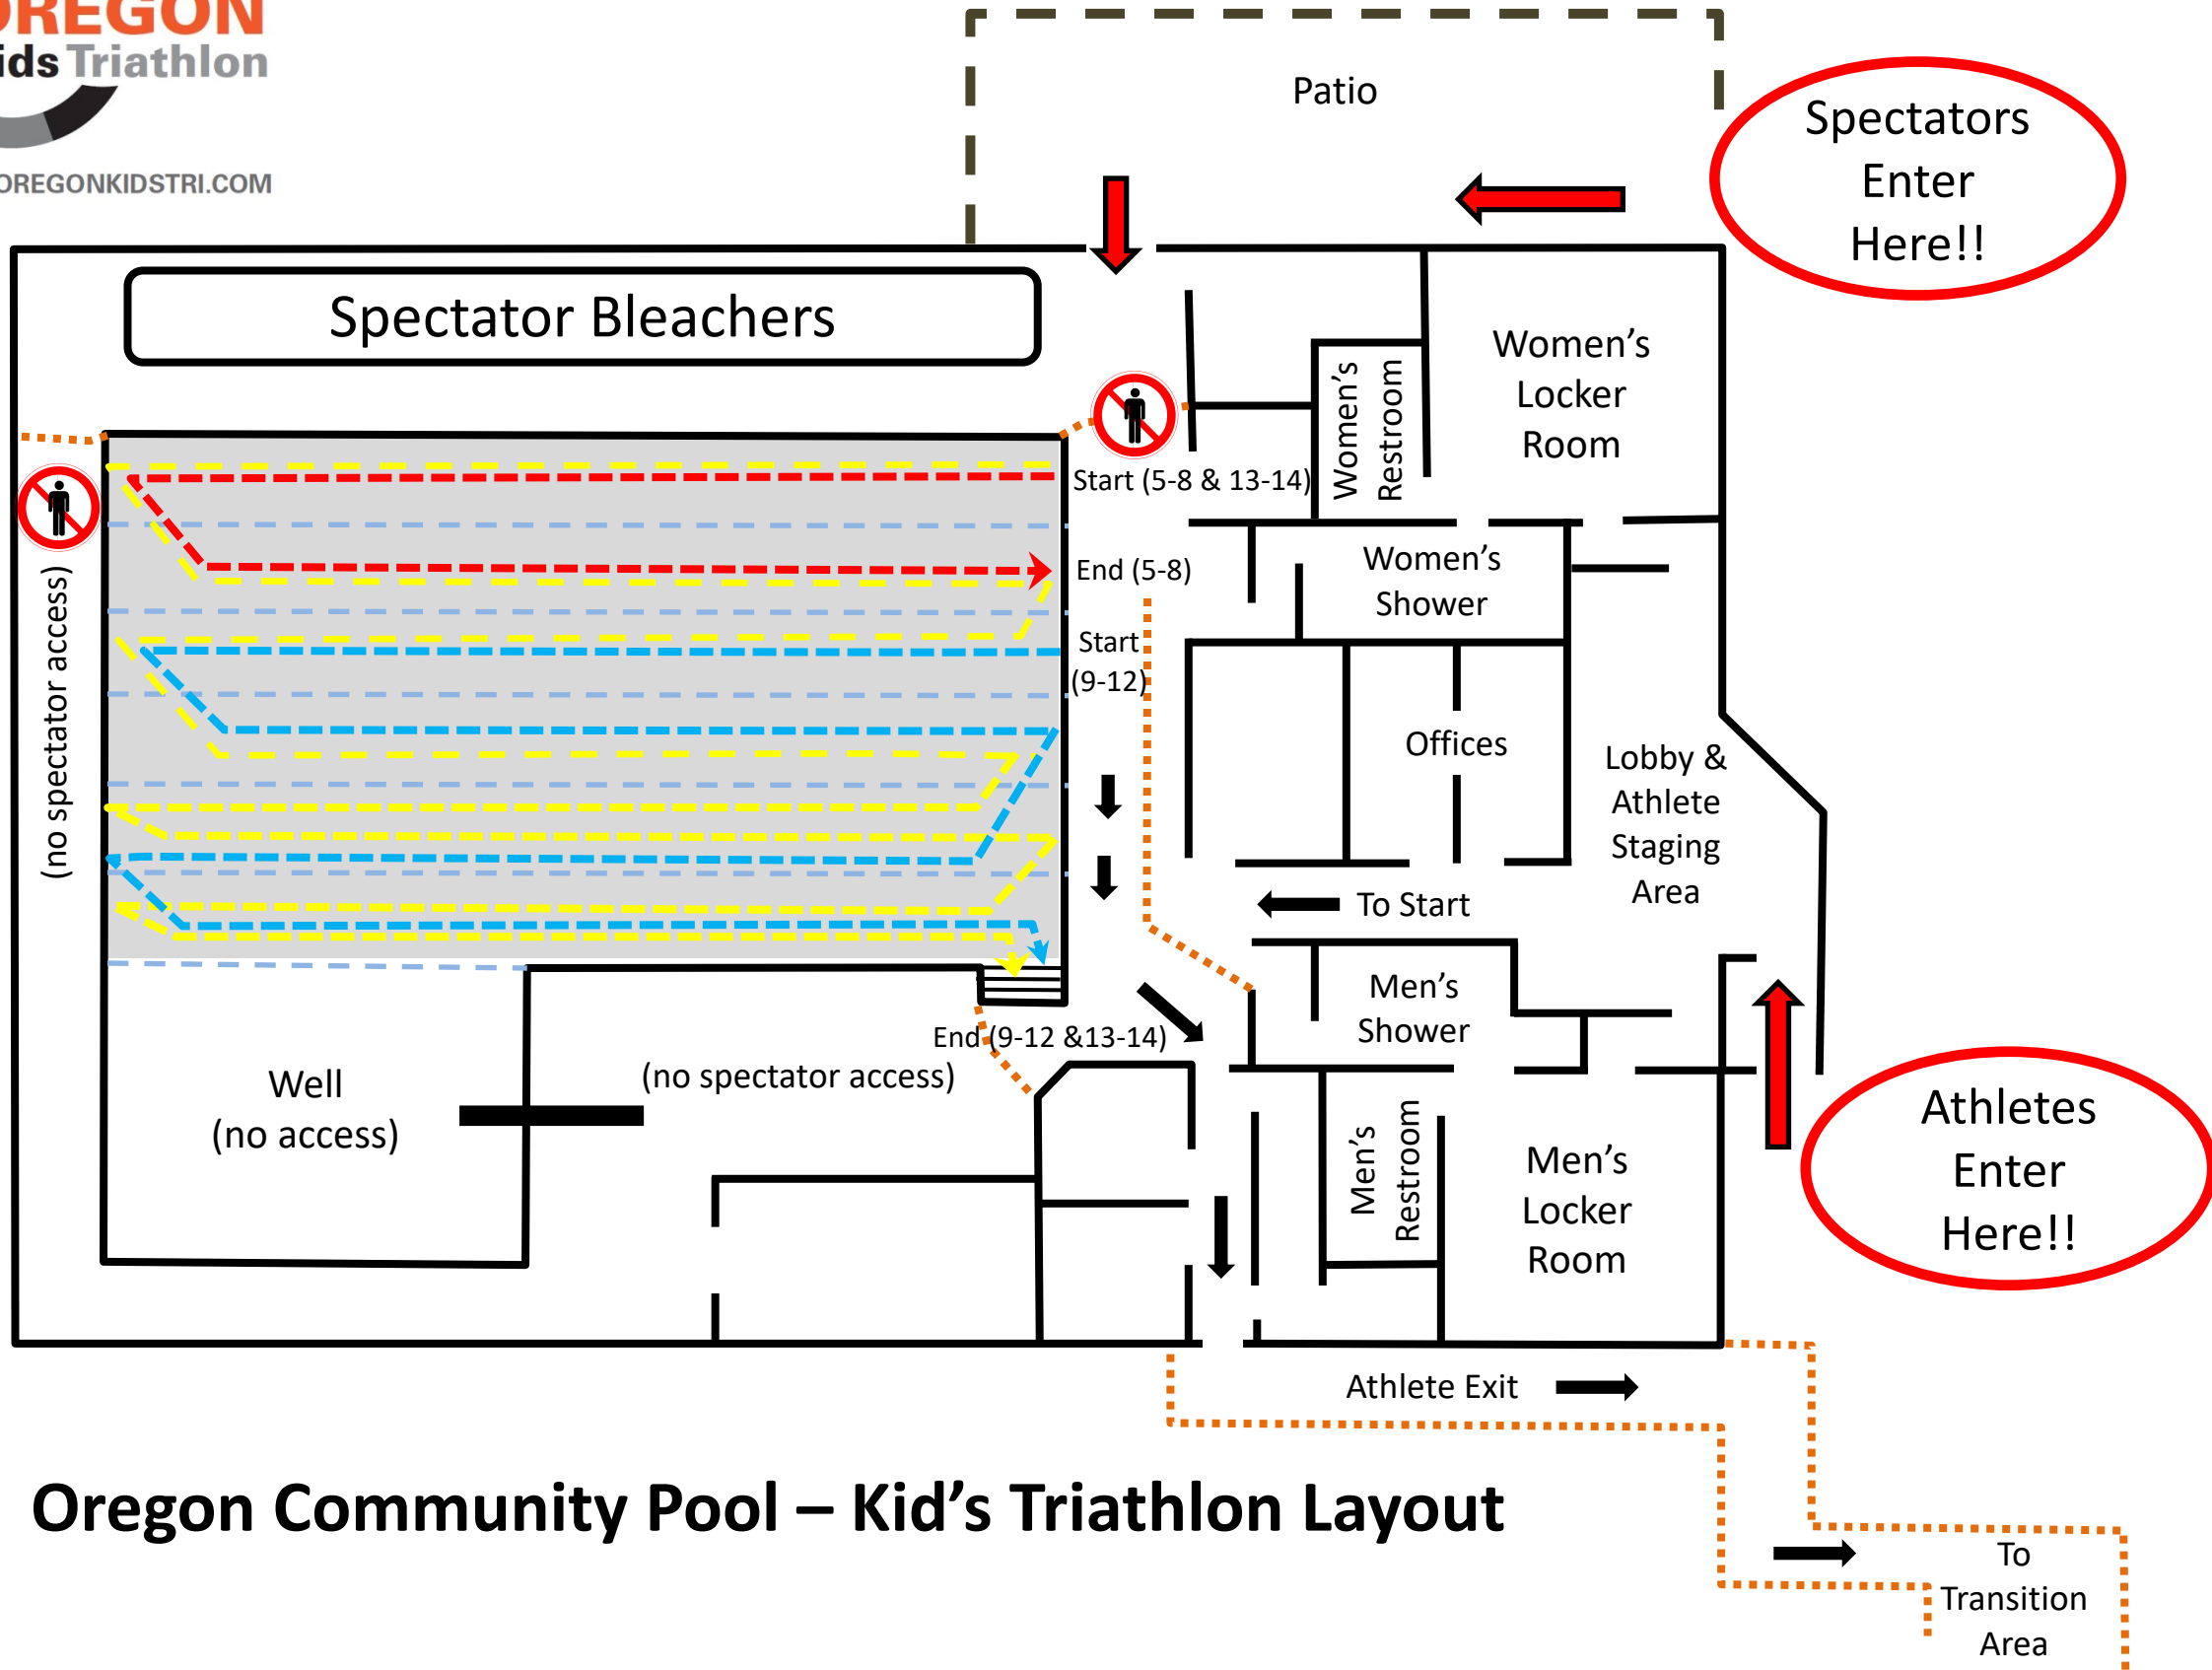 OREGON
ids Triathlon
OREGONKIDSTRI.COM
Patio
Spectators
Enter
Here!!
Spectator Bleachers
Women's
Locker
Room
Women's
Restroom
Start (5-8 & 13-14)
End (5-8)
Women's
Shower
Start
(9-12)
(no spectator access)
Offices
Lobby &
Athlete
Staging
Area
To Start
Men's
Shower
End (9-12 &13-14)
(no spectator access)
Well
(no access)
Men's
Restroom
Men's
Locker
Room
Athletes
Enter
Here!!
Athlete Exit
Oregon Community Pool – Kid's Triathlon Layout
To
Transition
Area